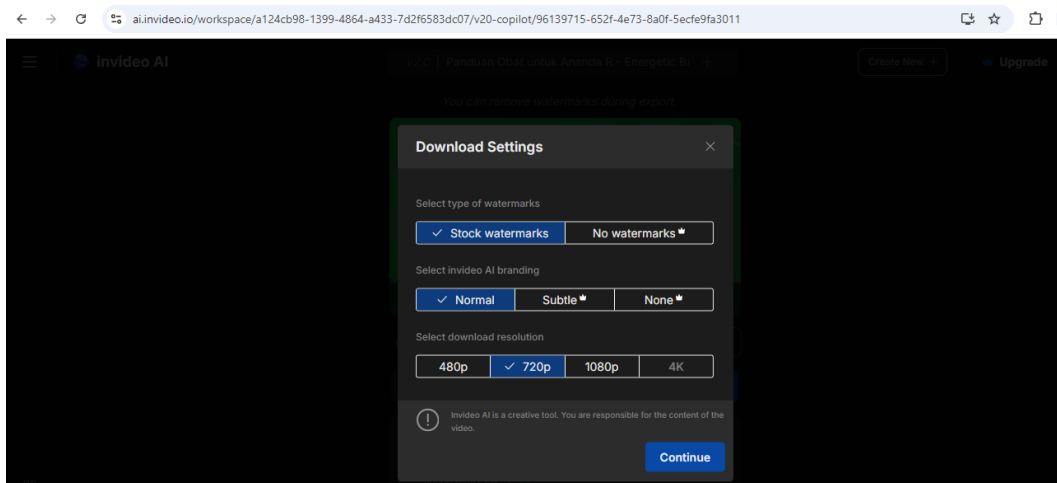 ai.invideo.io/workspace/a124cb98-1399-4864-a433-7d2f6583dc07/v20-copilot/96139715-652f-4e73-8a0f-5ecfe9fa3011
invideo AI
v2.0 | Panduan Obat untuk Ananda R.- Energetic Bi
Create New
Upgrade
You can remove watermarks during export.
Download Settings
Select type of watermarks
Stock watermarks
No watermarks
Select invideo AI branding
Normal
Subtle
None
Select download resolution
480p
720p
1080p
4K
Invideo AI is a creative tool. You are responsible for the content of the
video.
Continue